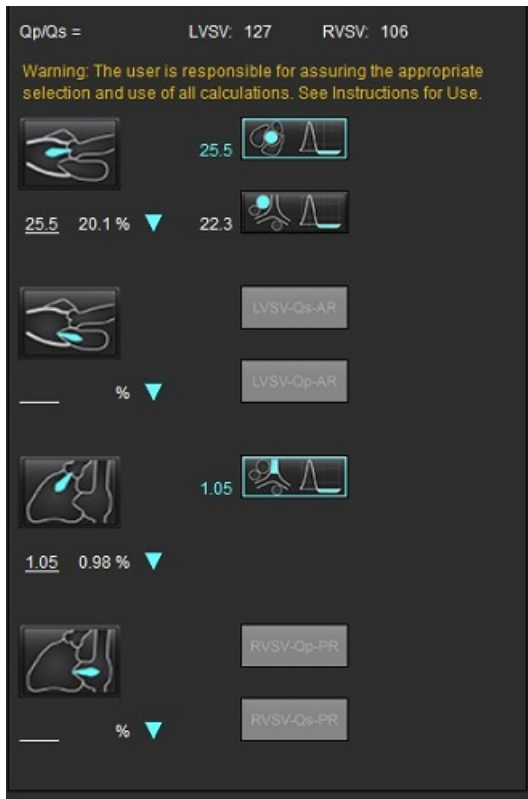 Qp/Qs = LVSV: 127 RVSV: 106
Warning: The user is responsible for assuring the appropriate
selection and use of all calculations. See Instructions for Use.
25.5
25.5 20.1 % 22.3
LVSV-Qs-AR
LVSV-Qp-AR
%
1.05
1.05 0.98 %
RVSV-Qp-PR
RVSV-Qs-PR
%